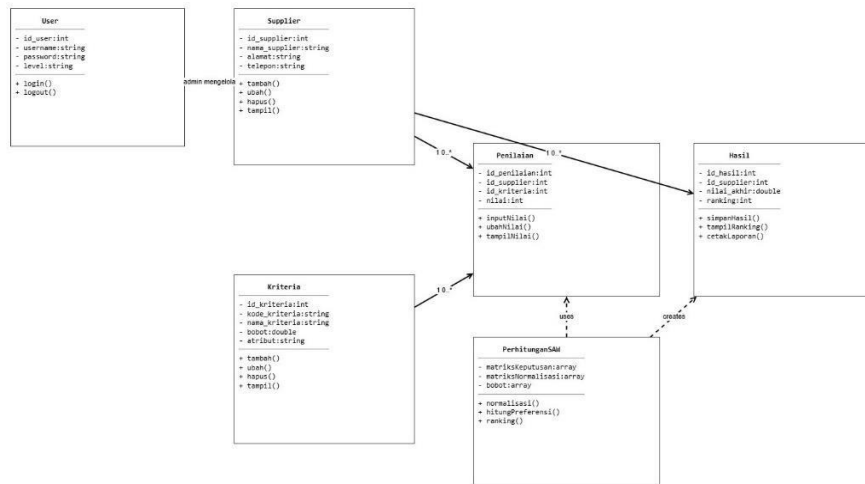 User
- id_user:int
- username:string
- password:string
- level:string
+ login()
+ logout()
admin mengelola
Supplier
- id_supplier:int
- nama_supplier:string
- alamat:string
- telepon:string
+ tambah()
+ ubah()
+ hapus()
+ tampil()
1 0..*
1 0..*
Penilaian
- id_penilaian:int
- id_supplier:int
- id_kriteria:int
- nilai:int
+ inputNilai()
+ ubahNilai()
+ tampilNilai()
Hasil
- id_hasil:int
- id_supplier:int
- nilai_akhir:double
- ranking:int
+ simpanHasil()
+ tampilRanking()
+ cetakLaporan()
Kriteria
- id_kriteria:int
- kode_kriteria:string
- nama_kriteria:string
- bobot:double
- atribut:string
+ tambah()
+ ubah()
+ hapus()
+ tampil()
1 0..*
uses
creates
PerhitunganSAW
- matriksKeputusan:array
- matriksNormalisasi:array
- bobot:array
+ normalisasi()
+ hitungPreferensi()
+ ranking()